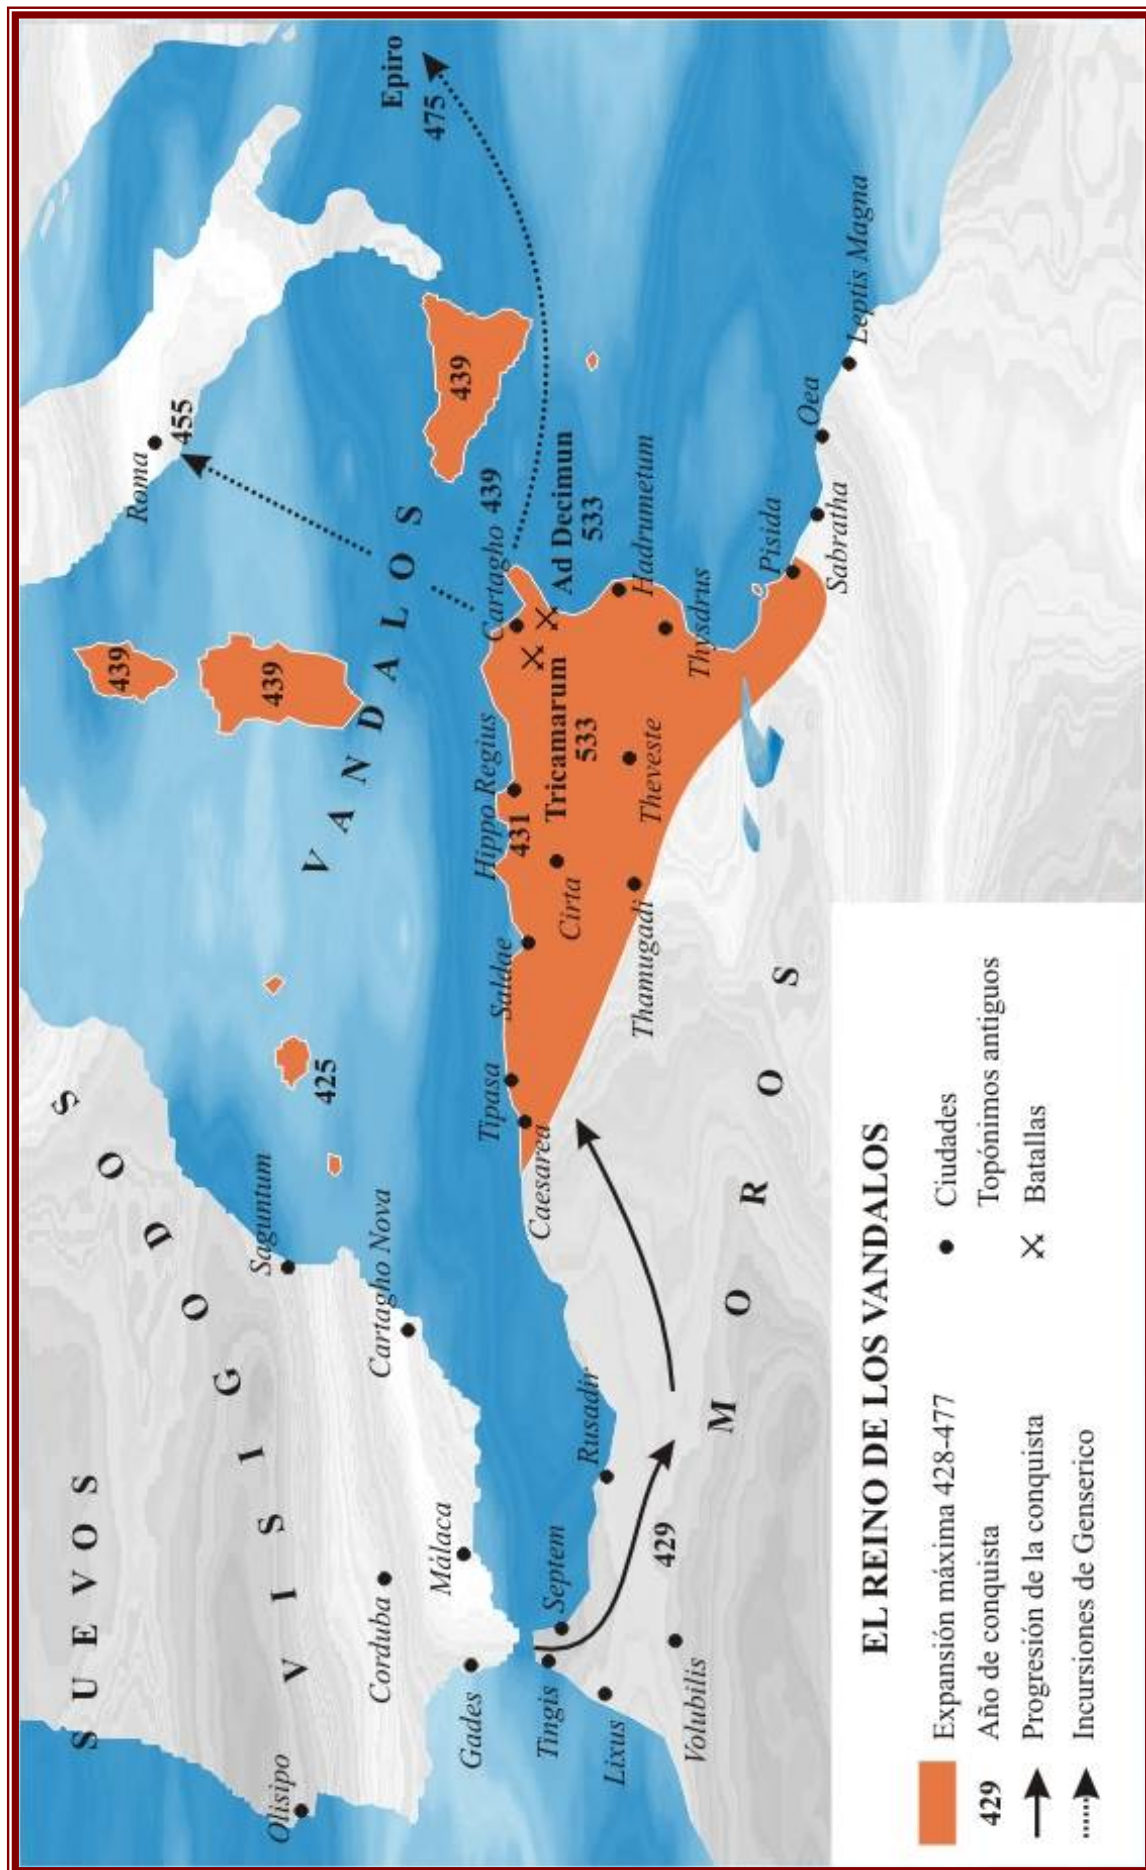 SUEVOS
VISIGODOS
VANDALOS
MOROS
Olisipo
Corduba
Gades
Málaca
Cartagho Nova
Saguntum
425
439
439
Roma
455
Epiro
475
439
Tingis
Septem
Lixus
Rusadir
Volubilis
429
Caesarea
Tipasa
Saldae
Hippo Regius
431
Cirta
Tricamarum
533
Cartagho 439
Ad Decimun
533
Hadrumetum
Thysdrus
Theveste
Thamugadi
Pisida
Sabratha
Oea
Leptis Magna
EL REINO DE LOS VANDALOS
Expansión máxima 428-477
429 Año de conquista
Progresión de la conquista
Incursiones de Genserico
Ciudades
Topónimos antiguos
Batallas